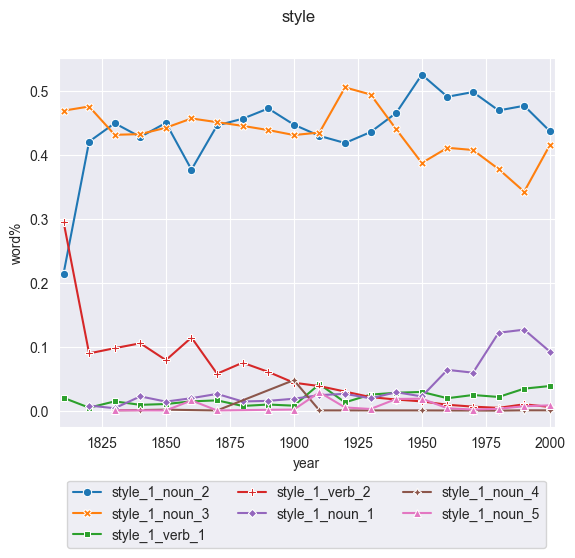 style
0.5
0.4
0.3
0.2
0.1
0.0
word%
1825 1850 1875 1900 1925 1950 1975 2000
year
style_1_noun_2 style_1_verb_2 style_1_noun_4
style_1_noun_3 style_1_noun_1 style_1_noun_5
style_1_verb_1